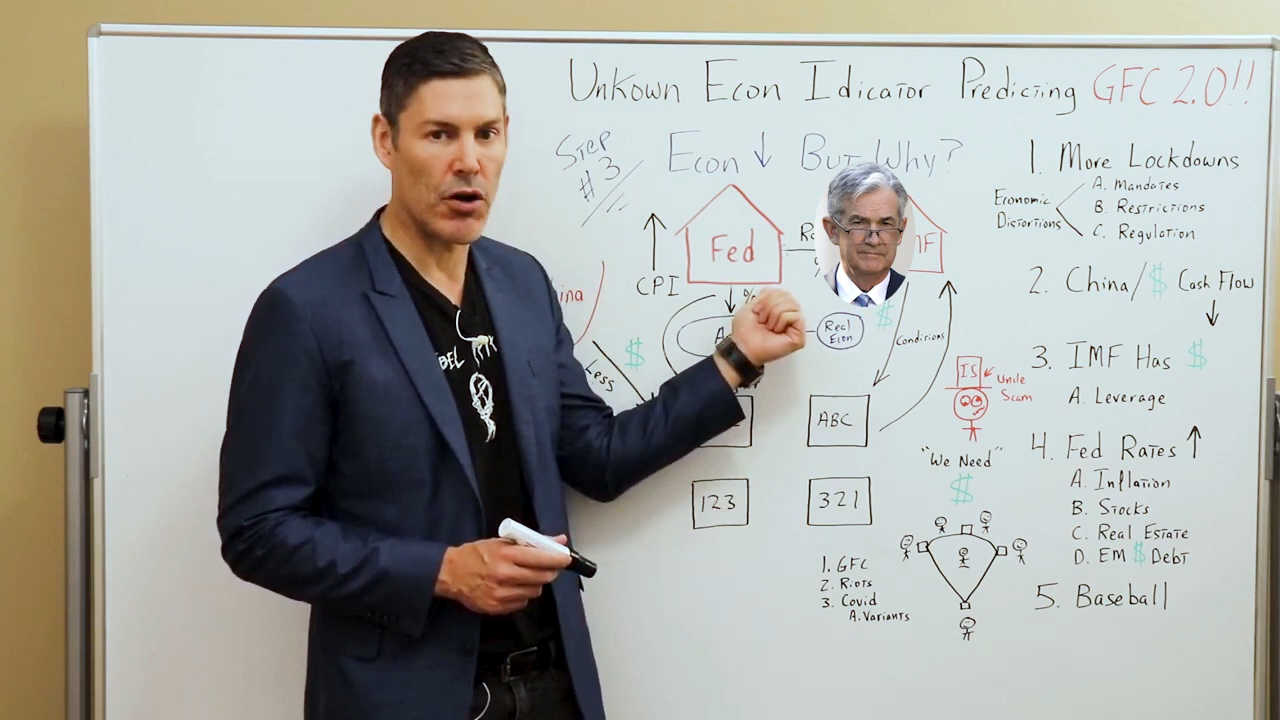 Unkown Econ Idicator Predicting GFC 2.0!!
Step
#3
Econ ↓ But Why?
Fed
CPI
%
$
Less
Real
Econ
$
Conditions
ABC
123
321
1. GFC
2. Riots
3. Covid
A. Variants
IS
Uncle
Scam
"We Need"
$
1. More Lockdowns
Economic
Distortions
A. Mandates
B. Restrictions
C. Regulation
2. China/$ Cash Flow
↓
3. IMF Has $
A. Leverage
4. Fed Rates ↑
A. Inflation
B. Stocks
C. Real Estate
D. EM $ Debt
5. Baseball